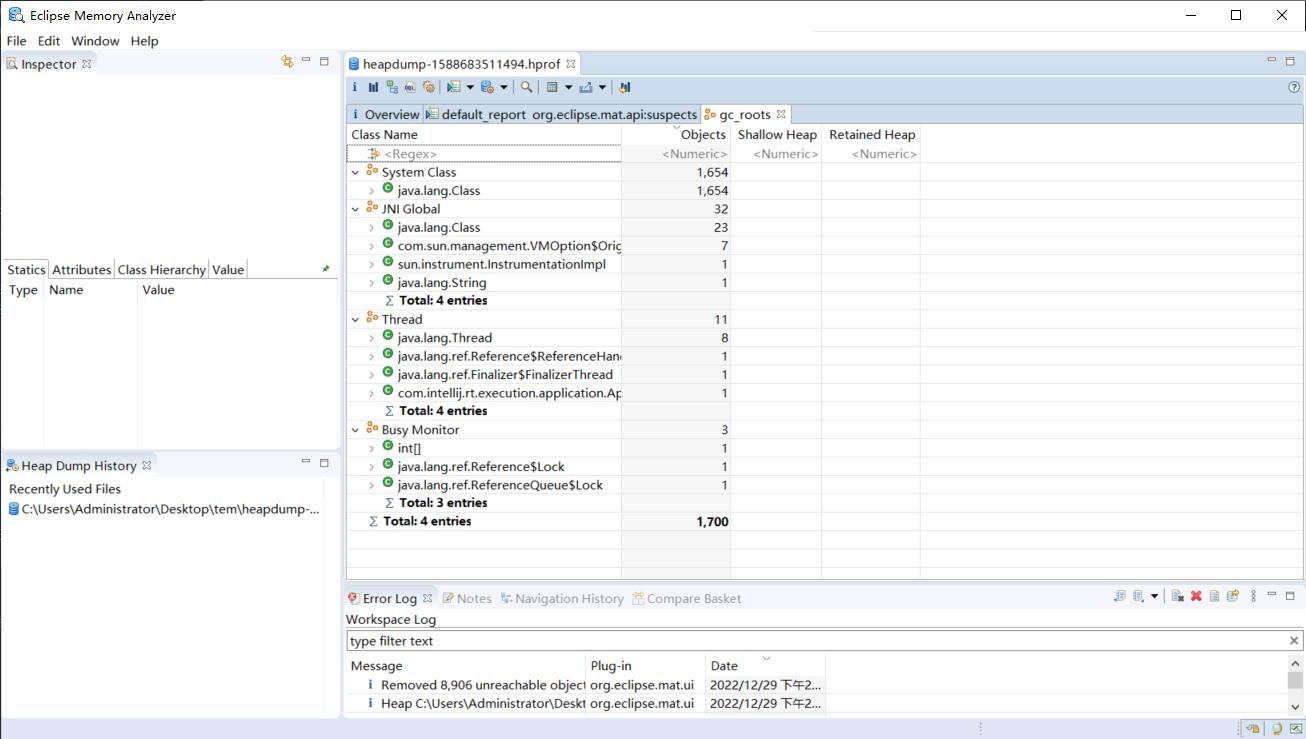 Eclipse Memory Analyzer
File Edit Window Help
Inspector
Statics Attributes Class Hierarchy Value
Type Name Value
Heap Dump History
Recently Used Files
C:\Users\Administrator\Desktop\tem\heapdump-...
heapdump-1588683511494.hprof
i Overview default_report org.eclipse.mat.api:suspects gc_roots
Class Name Objects Shallow Heap Retained Heap
<Regex> <Numeric> <Numeric> <Numeric>
System Class 1,654
java.lang.Class 1,654
JNI Global 32
java.lang.Class 23
com.sun.management.VMOption$Orig 7
sun.instrument.InstrumentationImpl 1
java.lang.String 1
Σ Total: 4 entries
Thread 11
java.lang.Thread 8
java.lang.ref.Reference$ReferenceHan 1
java.lang.ref.Finalizer$FinalizerThread 1
com.intellij.rt.execution.application.Ap 1
Σ Total: 4 entries
Busy Monitor 3
int[] 1
java.lang.ref.Reference$Lock 1
java.lang.ref.ReferenceQueue$Lock 1
Σ Total: 3 entries
Σ Total: 4 entries 1,700
Error Log Notes Navigation History Compare Basket
Workspace Log
type filter text
Message Plug-in Date
i Removed 8,906 unreachable object org.eclipse.mat.ui 2022/12/29 下午2...
i Heap C:\Users\Administrator\Deskt org.eclipse.mat.ui 2022/12/29 下午2...